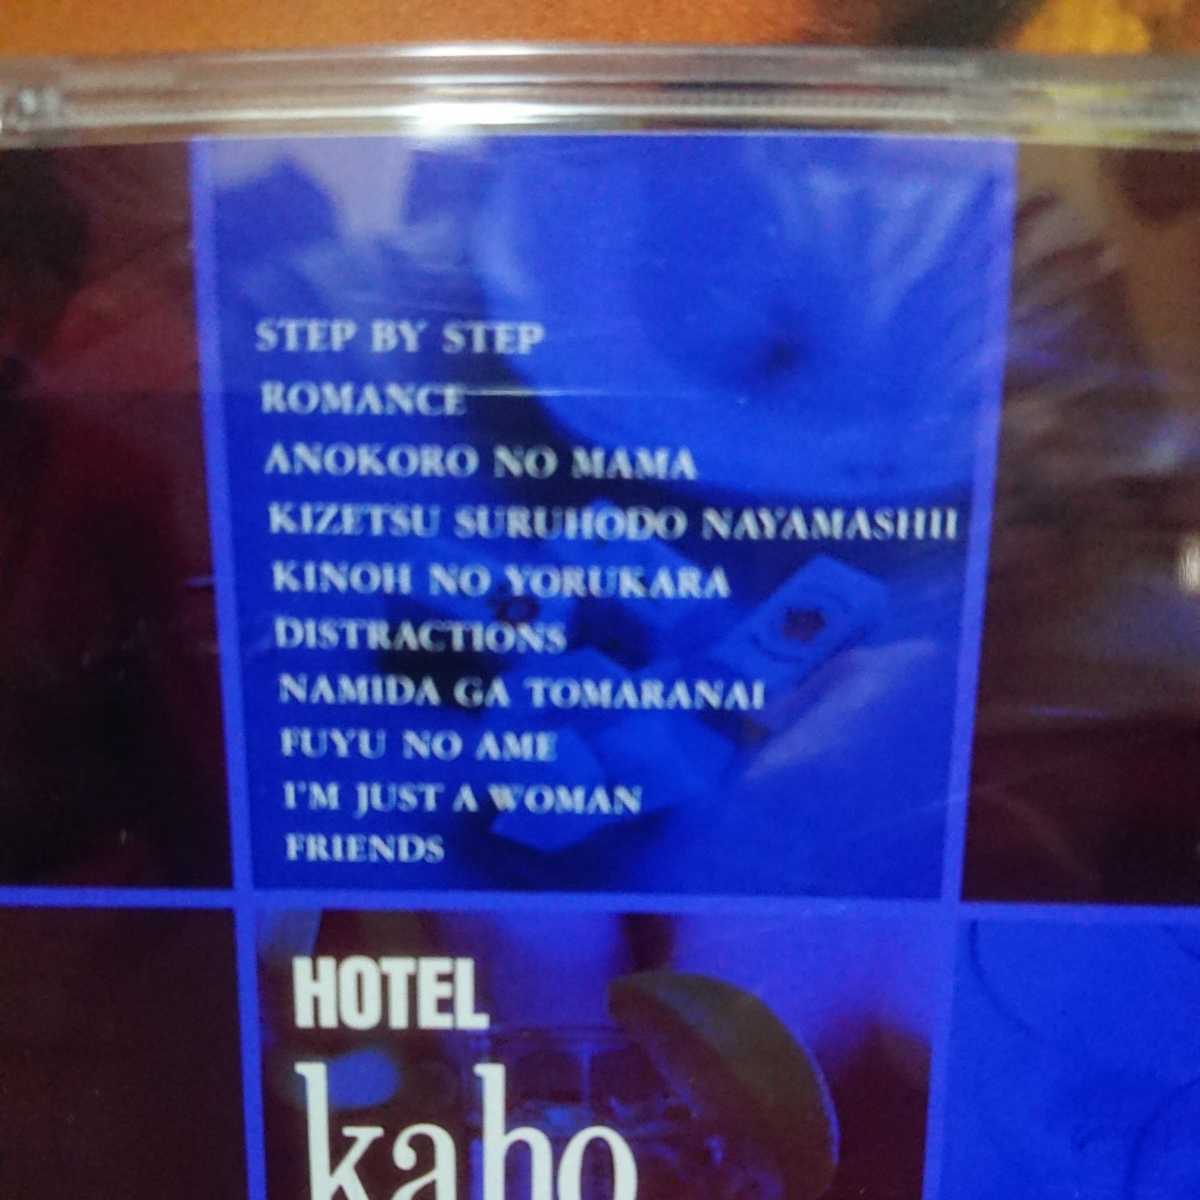 STEP BY STEP
ROMANCE
ANOKORO NO MAMA
KIZETSU SURUHODO NAYAMASHII
KINOH NO YORUKARA
DISTRACTIONS
NAMIDA GA TOMARANAI
FUYU NO AME
I'M JUST A WOMAN
FRIENDS
HOTEL
kaho